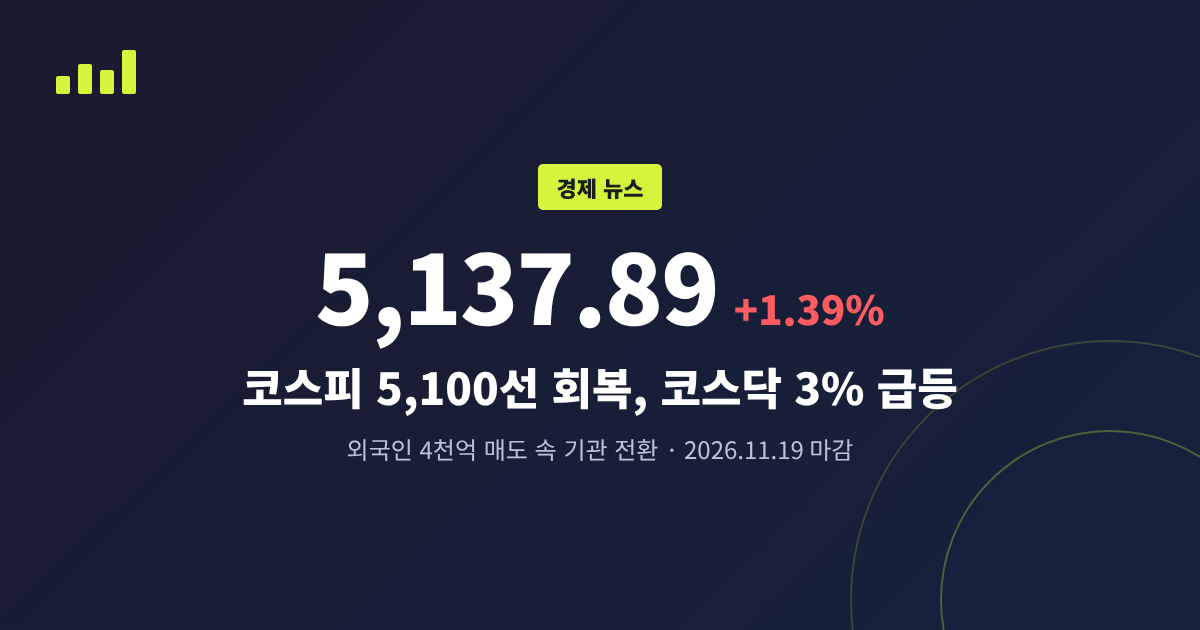 경제 뉴스
5,137.89 +1.39%
코스피 5,100선 회복, 코스닥 3% 급등
외국인 4천억 매도 속 기관 전환 · 2026.11.19 마감